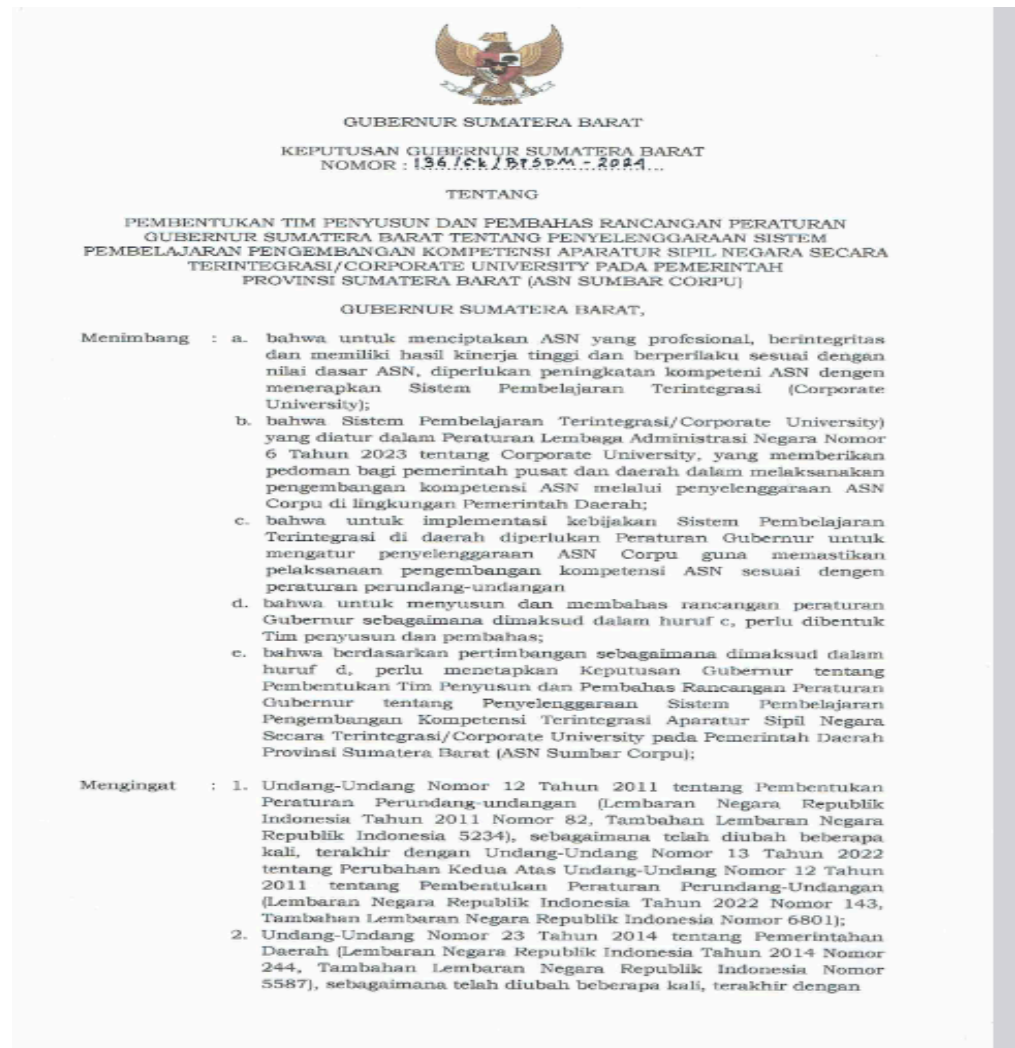 GUBERNUR SUMATERA BARAT
KEPUTUSAN GUBERNUR SUMATERA BARAT
NOMOR : 136/SK/BPSDM-2024
TENTANG
PEMBENTUKAN TIM PENYUSUN DAN PEMBAHAS RANCANGAN PERATURAN
GUBERNUR SUMATERA BARAT TENTANG PENYELENGGARAAN SISTEM
PEMBELAJARAN PENGEMBANGAN KOMPETENSI APARATUR SIPIL NEGARA SECARA
TERINTEGRASI/CORPORATE UNIVERSITY PADA PEMERINTAH
PROVINSI SUMATERA BARAT (ASN SUMBAR CORPU)
GUBERNUR SUMATERA BARAT,
Menimbang : a. bahwa untuk menciptakan ASN yang profesional, berintegritas
dan memiliki hasil kinerja tinggi dan berperilaku sesuai dengan
nilai dasar ASN, diperlukan peningkatan kompeteni ASN dengen
menerapkan Sistem Pembelajaran Terintegrasi (Corporate
University);
b. bahwa Sistem Pembelajaran Terintegrasi/Corporate University)
yang diatur dalam Peraturan Lembaga Administrasi Negara Nomor
6 Tahun 2023 tentang Corporate University, yang memberikan
pedoman bagi pemerintah pusat dan daerah dalam melaksanakan
pengembangan kompetensi ASN melalui penyelenggaraan ASN
Corpu di lingkungan Pemerintah Daerah;
c. bahwa untuk implementasi kebijakan Sistem Pembelajaran
Terintegrasi di daerah diperlukan Peraturan Gubernur untuk
mengatur penyelenggaraan ASN Corpu guna memastikan
pelaksanaan pengembangan kompetensi ASN sesuai dengen
peraturan perundang-undangan
d. bahwa untuk menyusun dan membahas rancangan peraturan
Gubernur sebagaimana dimaksud dalam huruf c, perlu dibentuk
Tim penyusun dan pembahas;
e. bahwa berdasarkan pertimbangan sebagaimana dimaksud dalam
huruf d, perlu menetapkan Keputusan Gubernur tentang
Pembentukan Tim Penyusun dan Pembahas Rancangan Peraturan
Gubernur tentang Penyelenggaraan Sistem Pembelajaran
Pengembangan Kompetensi Terintegrasi Aparatur Sipil Negara
Secara Terintegrasi/Corporate University pada Pemerintah Daerah
Provinsi Sumatera Barat (ASN Sumbar Corpu);
Mengingat : 1. Undang-Undang Nomor 12 Tahun 2011 tentang Pembentukan
Peraturan Perundang-undangan (Lembaran Negara Republik
Indonesia Tahun 2011 Nomor 82, Tambahan Lembaran Negara
Republik Indonesia 5234), sebagaimana telah diubah beberapa
kali, terakhir dengan Undang-Undang Nomor 13 Tahun 2022
tentang Perubahan Kedua Atas Undang-Undang Nomor 12 Tahun
2011 tentang Pembentukan Peraturan Perundang-Undangan
(Lembaran Negara Republik Indonesia Tahun 2022 Nomor 143,
Tambahan Lembaran Negara Republik Indonesia Nomor 6801);
2. Undang-Undang Nomor 23 Tahun 2014 tentang Pemerintahan
Daerah (Lembaran Negara Republik Indonesia Tahun 2014 Nomor
244, Tambahan Lembaran Negara Republik Indonesia Nomor
5587), sebagaimana telah diubah beberapa kali, terakhir dengan